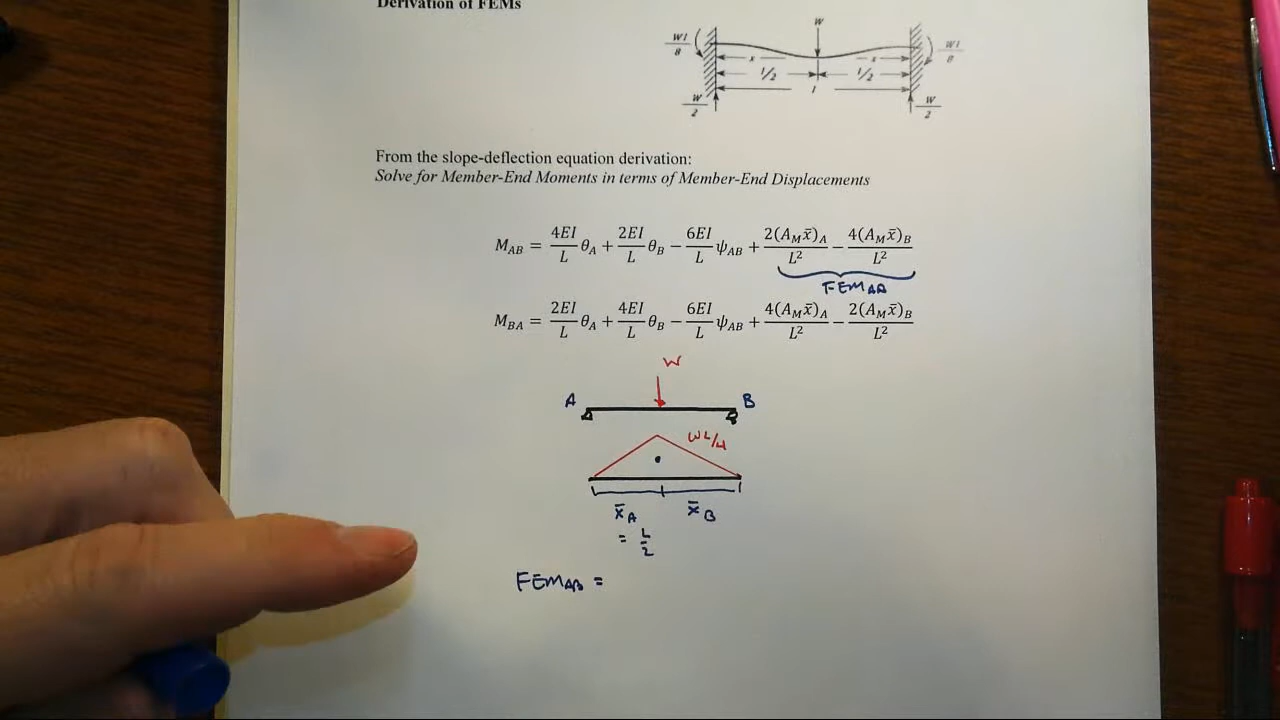 Derivation of FEMs
W
Wl/8 Wl/8
x x
l/2 l/2
l
W/2 W/2
From the slope-deflection equation derivation:
Solve for Member-End Moments in terms of Member-End Displacements
M_AB = 4EI/L θ_A + 2EI/L θ_B − 6EI/L ψ_AB + 2(A_M x̄)_A/L² − 4(A_M x̄)_B/L²
FEM_AB
M_BA = 2EI/L θ_A + 4EI/L θ_B − 6EI/L ψ_AB + 4(A_M x̄)_A/L² − 2(A_M x̄)_B/L²
W
A B
WL/4
x̄_A x̄_B
= L/2
FEM_AB =